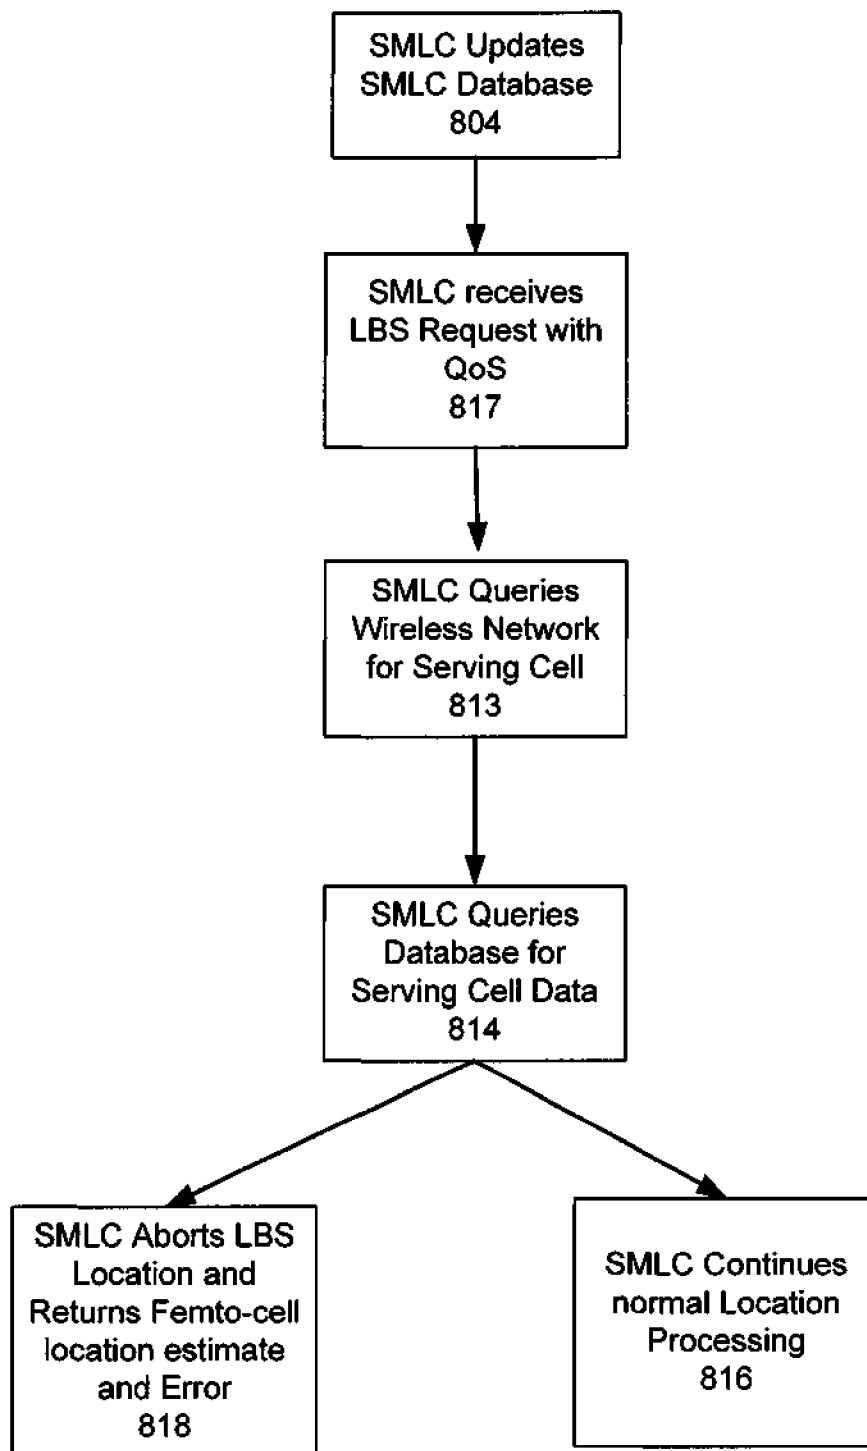 SMLC Updates
SMLC Database
804
SMLC receives
LBS Request with
QoS
817
SMLC Queries
Wireless Network
for Serving Cell
813
SMLC Queries
Database for
Serving Cell Data
814
SMLC Aborts LBS
Location and
Returns Femto-cell
location estimate
and Error
818
SMLC Continues
normal Location
Processing
816